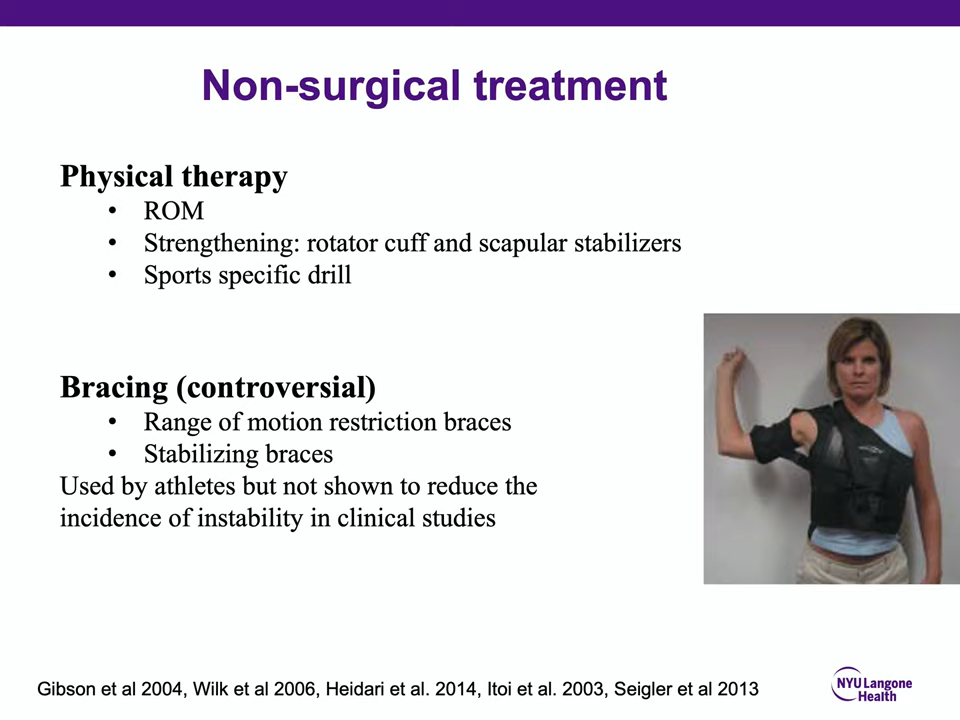 Non-surgical treatment
Physical therapy
• ROM
• Strengthening: rotator cuff and scapular stabilizers
• Sports specific drill
Bracing (controversial)
• Range of motion restriction braces
• Stabilizing braces
Used by athletes but not shown to reduce the
incidence of instability in clinical studies
Gibson et al 2004, Wilk et al 2006, Heidari et al. 2014, Itoi et al. 2003, Seigler et al 2013
NYU Langone
Health